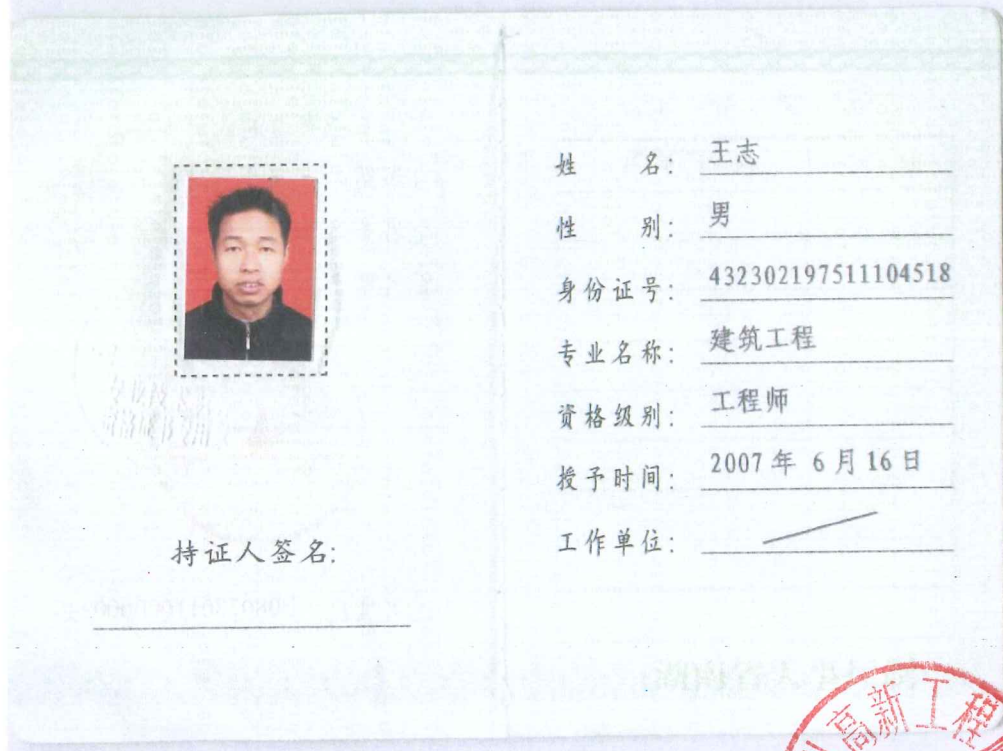 持证人签名:
姓 名: 王志
性 别: 男
身份证号 432302197511104518
专业名称: 建筑工程
资格级别: 工程师
授予时间: 2007 年 6 月 16 日
工作单位:
高新工程